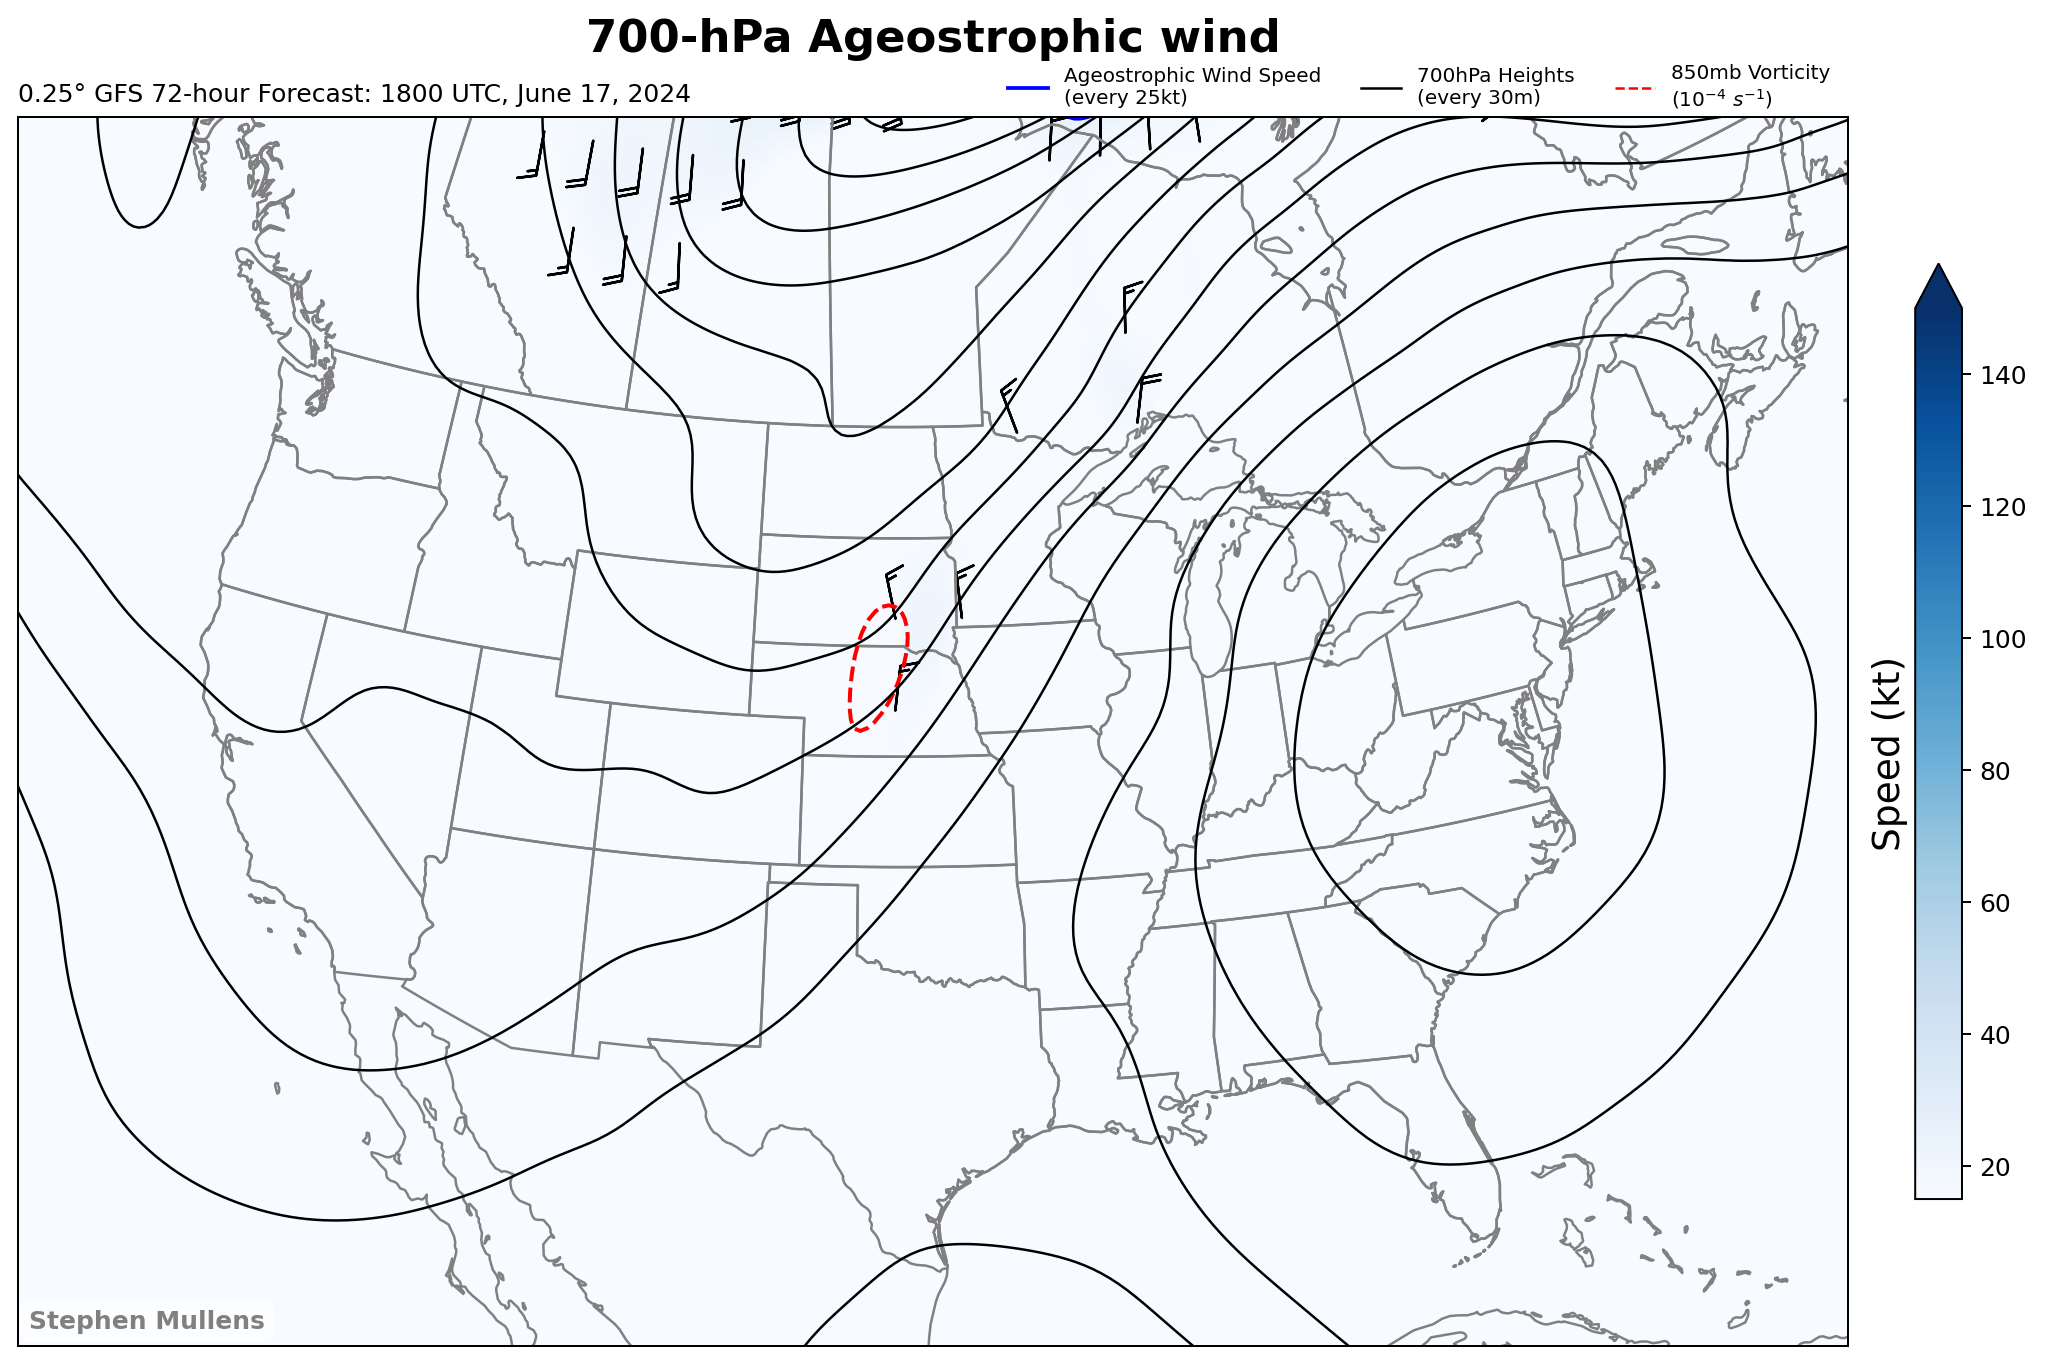 700-hPa Ageostrophic wind
0.25° GFS 72-hour Forecast: 1800 UTC, June 17, 2024
Ageostrophic Wind Speed
(every 25kt)
700hPa Heights
(every 30m)
850mb Vorticity
(10⁻⁴ s⁻¹)
140
120
100
80
60
40
20
Speed (kt)
Stephen Mullens